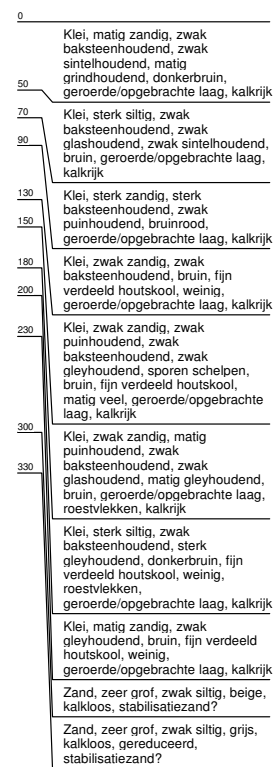 0
Klei, matig zandig, zwak
baksteenhoudend, zwak
sintelhoudend, matig
grindhoudend, donkerbruin,
geroerde/opgebrachte laag, kalkrijk
50
Klei, sterk siltig, zwak
baksteenhoudend, zwak
glashoudend, zwak sintelhoudend,
bruin, geroerde/opgebrachte laag,
kalkrijk
70
90
Klei, sterk zandig, sterk
baksteenhoudend, zwak
puinhoudend, bruinrood,
geroerde/opgebrachte laag, kalkrijk
130
150
Klei, zwak zandig, zwak
baksteenhoudend, bruin, fijn
verdeeld houtskool, weinig,
geroerde/opgebrachte laag, kalkrijk
180
200
230
Klei, zwak zandig, zwak
puinhoudend, zwak
baksteenhoudend, zwak
gleyhoudend, sporen schelpen,
bruin, fijn verdeeld houtskool,
matig veel, geroerde/opgebrachte
laag, kalkrijk
300
330
Klei, zwak zandig, matig
puinhoudend, zwak
baksteenhoudend, zwak
glashoudend, matig gleyhoudend,
bruin, geroerde/opgebrachte laag,
roestvlekken, kalkrijk
Klei, sterk siltig, zwak
baksteenhoudend, sterk
gleyhoudend, donkerbruin, fijn
verdeeld houtskool, weinig,
roestvlekken,
geroerde/opgebrachte laag, kalkrijk
Klei, matig zandig, zwak
gleyhoudend, bruin, fijn verdeeld
houtskool, weinig,
geroerde/opgebrachte laag, kalkrijk
Zand, zeer grof, zwak siltig, beige,
kalkloos, stabilisatiezand?
Zand, zeer grof, zwak siltig, grijs,
kalkloos, gereduceerd,
stabilisatiezand?